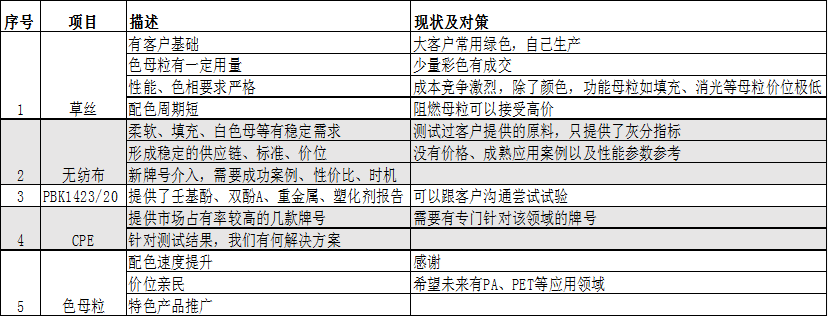 序号 项目 描述 现状及对策
有客户基础 大客户常用绿色，自己生产
色母粒有一定用量 少量彩色有成交
性能、色相要求严格 成本竞争激烈，除了颜色，功能母粒如填充、消光等母粒价位极低
1 草丝 配色周期短 阻燃母粒可以接受高价
柔软、填充、白色母等有稳定需求 测试过客户提供的原料，只提供了灰分指标
形成稳定的供应链、标准、价位 没有价格、成熟应用案例以及性能参数参考
2 无纺布 新牌号介入，需要成功案例、性价比、时机
3 PBK1423/20 提供了壬基酚、双酚A、重金属、塑化剂报告 可以跟客户沟通尝试试验
提供市场占有率较高的几款牌号 需要有专门针对该领域的牌号
4 CPE 针对测试结果，我们有何解决方案
配色速度提升 感谢
价位亲民 希望未来有PA、PET等应用领域
5 色母粒 特色产品推广